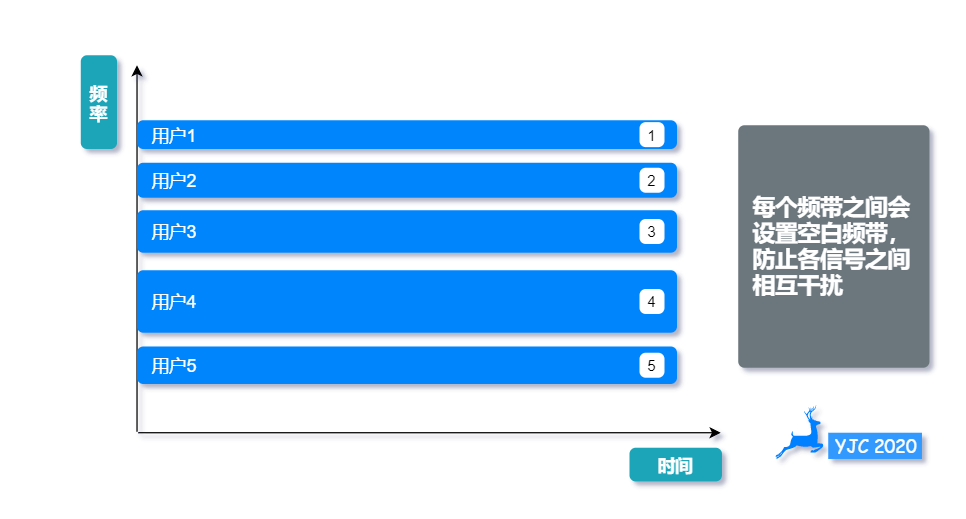 频
率
用户1
1
用户2
2
用户3
3
用户4
4
用户5
5
每个频带之间会
设置空白频带，
防止各信号之间
相互干扰
时间
YJC 2020